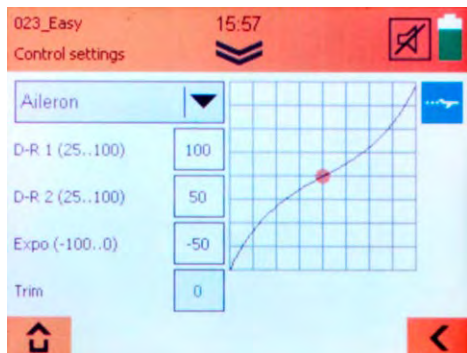 023_Easy 15:57
Control settings
Aileron
D-R 1 (25..100) 100
D-R 2 (25..100) 50
Expo (-100..0) -50
Trim 0